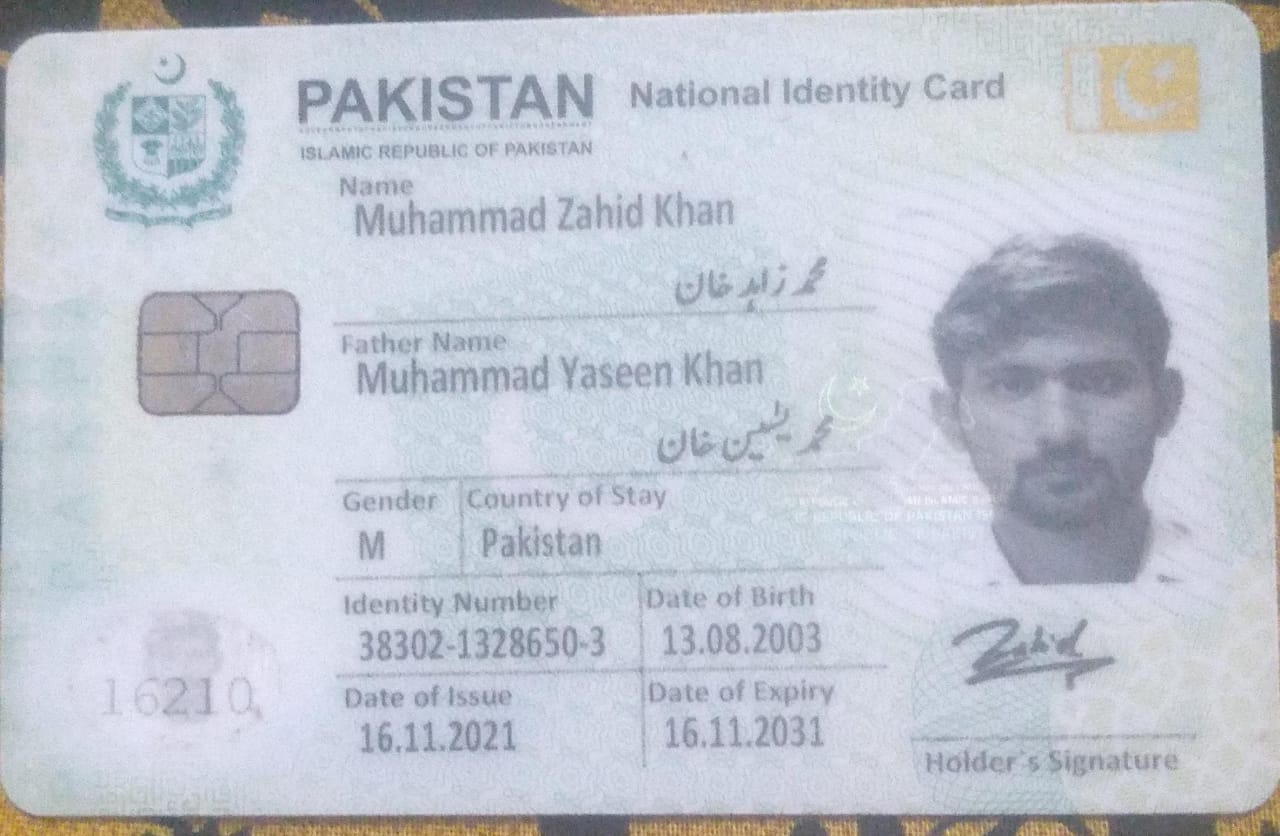 PAKISTAN National Identity Card
ISLAMIC REPUBLIC OF PAKISTAN
Name
Muhammad Zahid Khan
محمد زاہد خان
Father Name
Muhammad Yaseen Khan
محمد یٰسین خان
Gender Country of Stay
M Pakistan
Identity Number Date of Birth
38302-1328650-3 13.08.2003
Date of Issue Date of Expiry
16.11.2021 16.11.2031
16210
Zahid
Holder's Signature